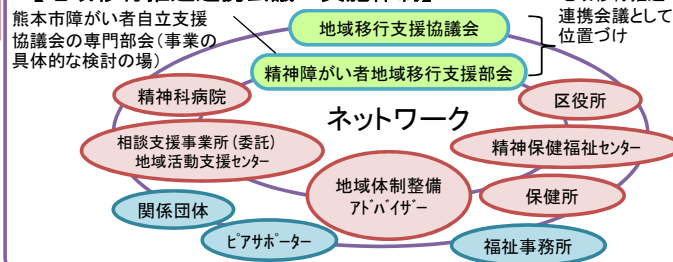 熊本市障がい者自立支援
協議会の専門部会（事業の
具体的な検討の場）
地域移行支援協議会
精神障がい者地域移行支援部会
連携会議として
位置づけ
精神科病院
区役所
ネットワーク
相談支援事業所（委託）
地域活動支援センター
精神保健福祉センター
地域体制整備
アドバイザー
保健所
関係団体
ピアサポーター
福祉事務所